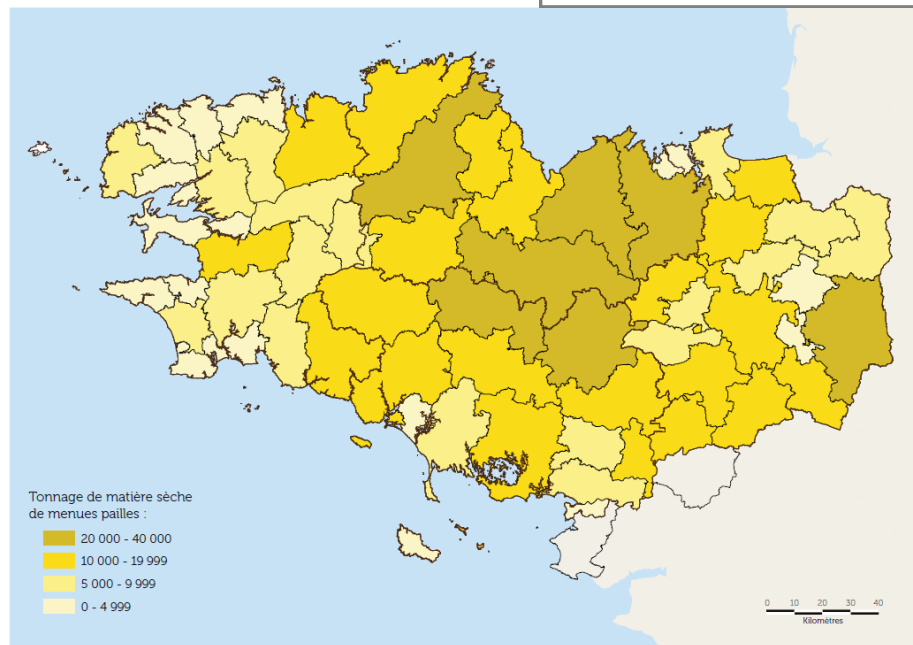 Tonnage de matière sèche
de menues pailles :
20 000 - 40 000
10 000 - 19 999
5 000 - 9 999
0 - 4 999
0 10 20 30 40
Kilomètres